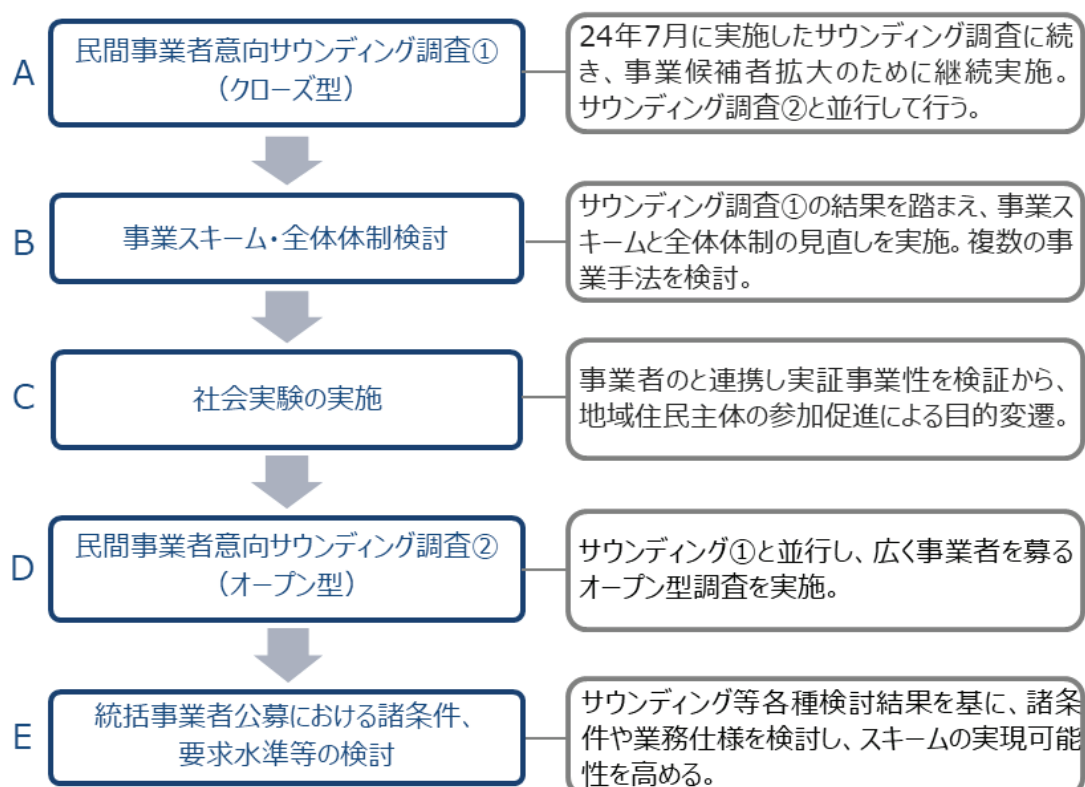 A
民間事業者意向サウンディング調査①
（クローズ型）
24年7月に実施したサウンディング調査に続
き、事業候補者拡大のために継続実施。
サウンディング調査②と並行して行う。
B
事業スキーム・全体体制検討
サウンディング調査①の結果を踏まえ、事業ス
キームと全体体制の見直しを実施。複数の事
業手法を検討。
C
社会実験の実施
事業者のと連携し実証事業性を検証から、
地域住民主体の参加促進による目的変遷。
D
民間事業者意向サウンディング調査②
（オープン型）
サウンディング①と並行し、広く事業者を募る
オープン型調査を実施。
E
統括事業者公募における諸条件、
要求水準等の検討
サウンディング等各種検討結果を基に、諸条
件や業務仕様を検討し、スキームの実現可能
性を高める。